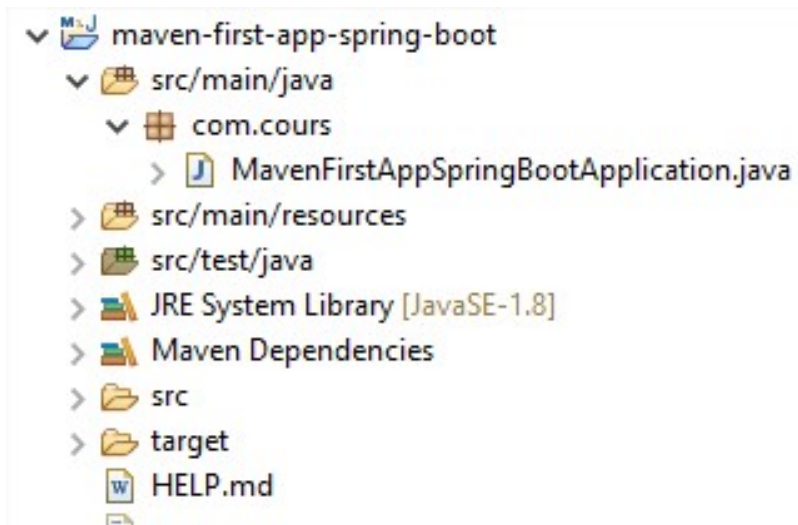 maven-first-app-spring-boot
src/main/java
com.cours
MavenFirstAppSpringBootApplication.java
src/main/resources
src/test/java
JRE System Library [JavaSE-1.8]
Maven Dependencies
src
target
HELP.md